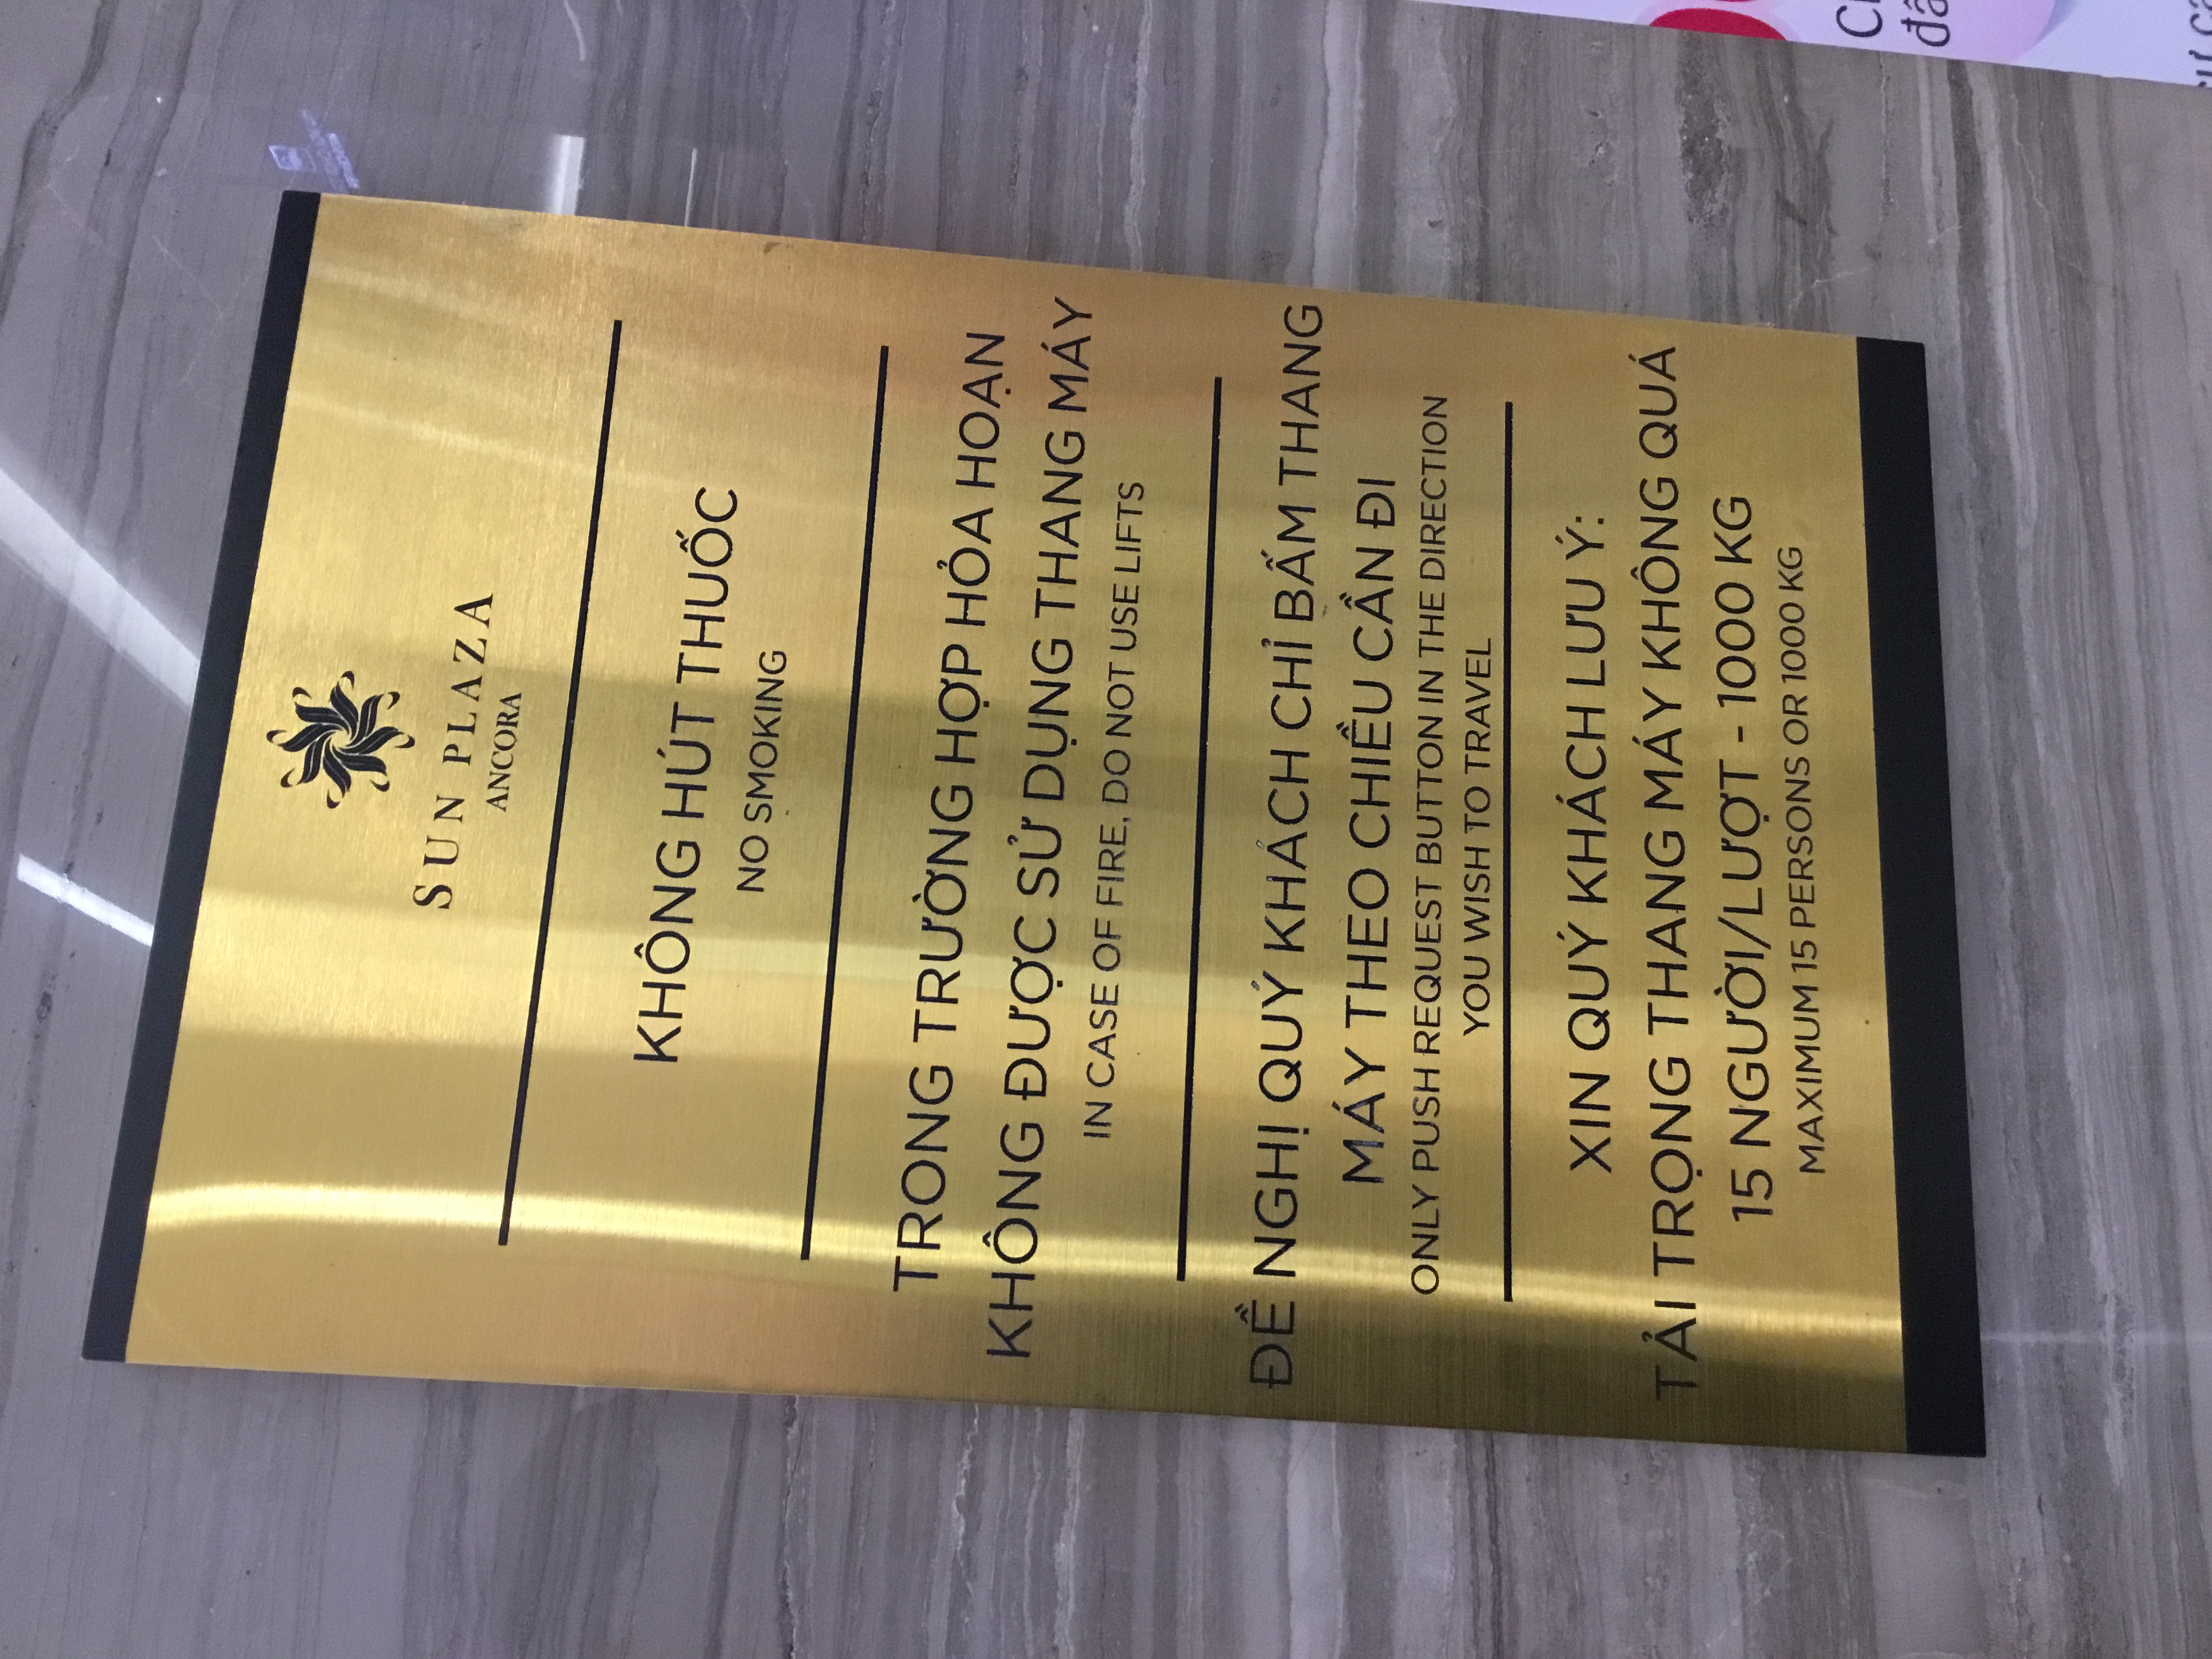 SUN PLAZA
ANCORA
KHÔNG HÚT THUỐC
NO SMOKING
TRONG TRƯỜNG HỢP HỎA HOẠN
KHÔNG ĐƯỢC SỬ DỤNG THANG MÁY
IN CASE OF FIRE, DO NOT USE LIFTS
ĐỀ NGHỊ QUÝ KHÁCH CHỈ BẤM THANG
MÁY THEO CHIỀU CẦN ĐI
ONLY PUSH REQUEST BUTTON IN THE DIRECTION
YOU WISH TO TRAVEL
XIN QUÝ KHÁCH LƯU Ý:
TẢI TRỌNG THANG MÁY KHÔNG QUÁ
15 NGƯỜI/LƯỢT - 1000 KG
MAXIMUM 15 PERSONS OR 1000 KG